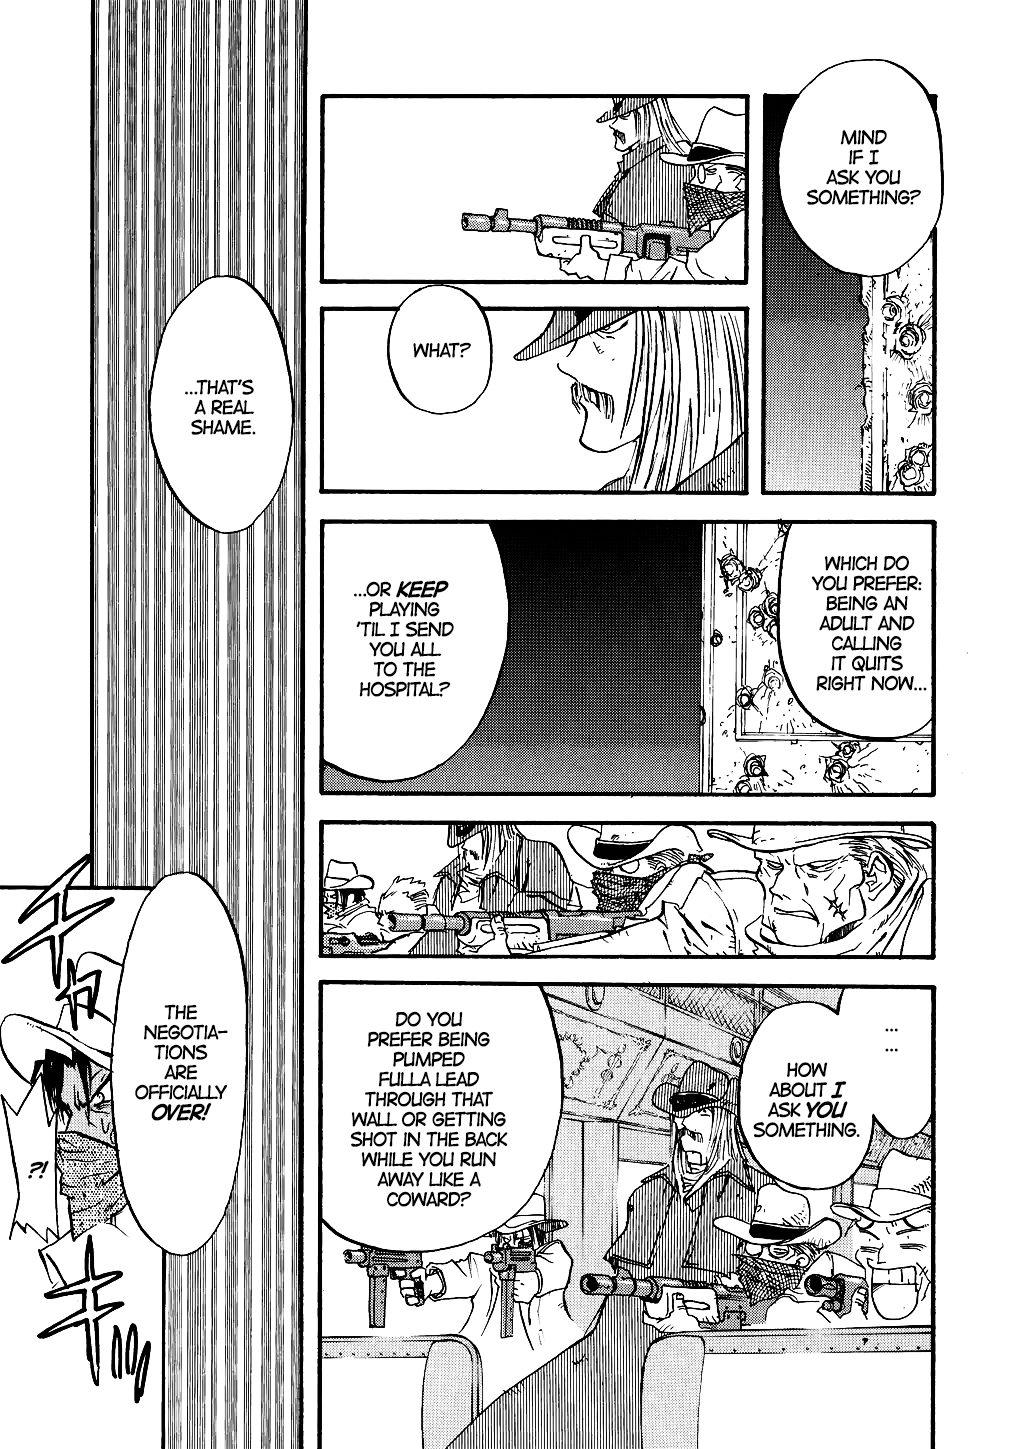 MIND
IF I
ASK YOU
SOMETHING?
WHAT?
WHICH DO
YOU PREFER:
BEING AN
ADULT AND
CALLING
IT QUITS
RIGHT NOW...
...OR KEEP
PLAYING
'TIL I SEND
YOU ALL
TO THE
HOSPITAL?
...
...
HOW
ABOUT I
ASK YOU
SOMETHING.
DO YOU
PREFER BEING
PUMPED
FULLA LEAD
THROUGH THAT
WALL OR GETTING
SHOT IN THE BACK
WHILE YOU RUN
AWAY LIKE A
COWARD?
...THAT'S
A REAL
SHAME.
THE
NEGOTIA-
TIONS
ARE
OFFICIALLY
OVER!
?!